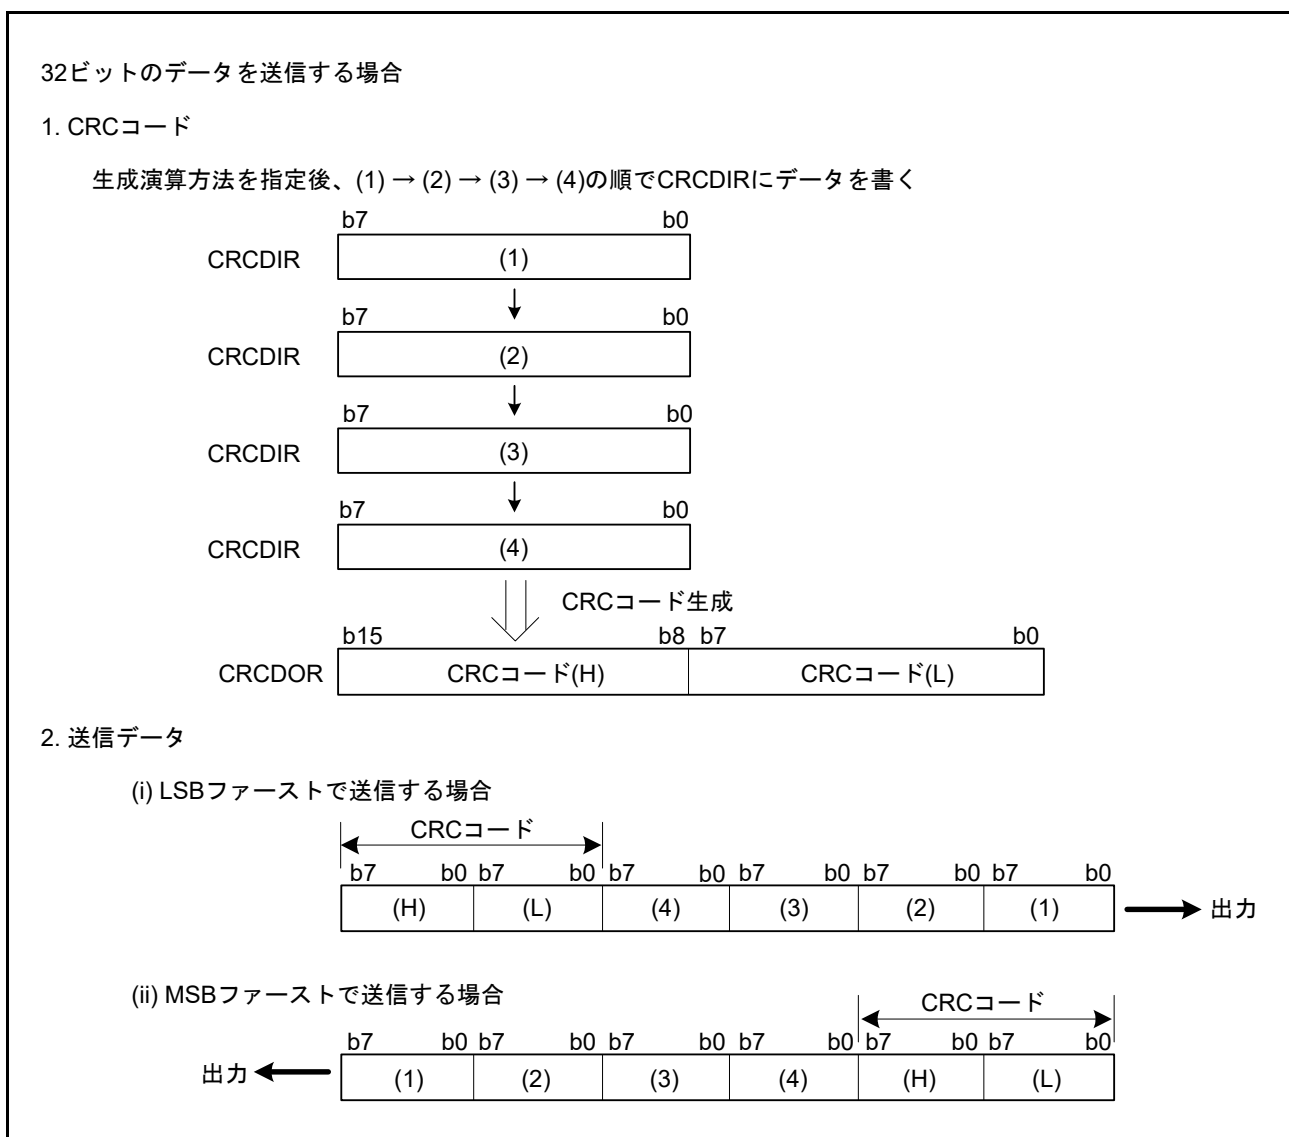 32ビットのデータを送信する場合
1. CRCコード
生成演算方法を指定後、(1) → (2) → (3) → (4)の順でCRCDIRにデータを書く
b7 b0
CRCDIR (1)
b7 b0
CRCDIR (2)
b7 b0
CRCDIR (3)
b7 b0
CRCDIR (4)
CRCコード生成
b15 b8 b7 b0
CRCDOR CRCコード(H) CRCコード(L)
2. 送信データ
(i) LSBファーストで送信する場合
CRCコード
b7 b0 b7 b0 b7 b0 b7 b0 b7 b0 b7 b0
(H) (L) (4) (3) (2) (1) 出力
(ii) MSBファーストで送信する場合
CRCコード
b7 b0 b7 b0 b7 b0 b7 b0 b7 b0 b7 b0
出力 (1) (2) (3) (4) (H) (L)